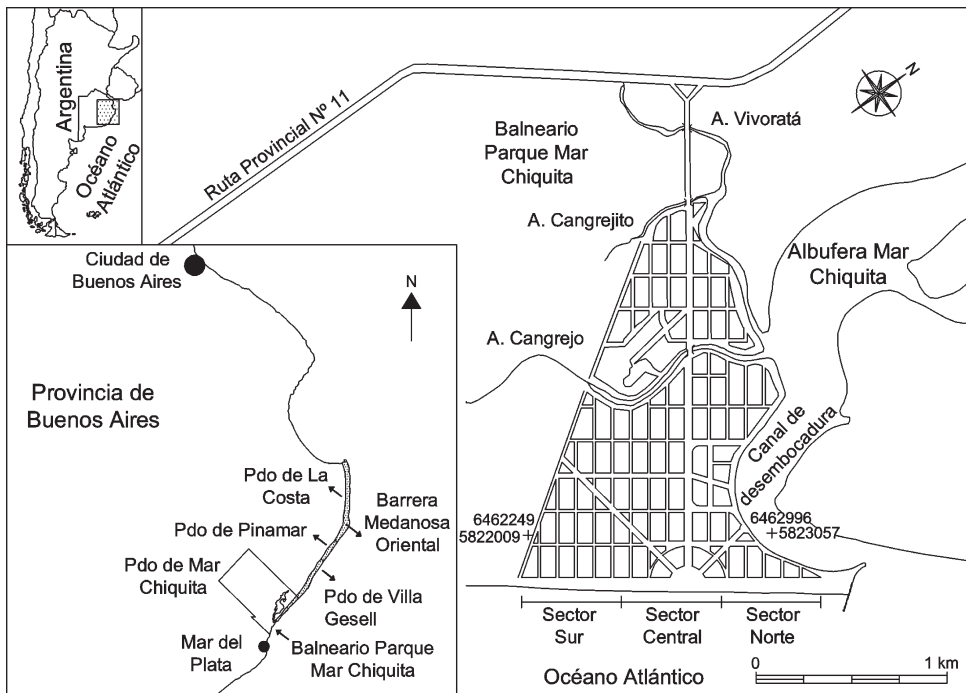 Argentina
Océano
Atlántico
Ruta Provincial Nº 11
N
A. Vivoratá
Balneario
Parque Mar
Chiquita
A. Cangrejito
Albufera Mar
Chiquita
A. Cangrejo
Canal de
desembocadura
6462249
5822009
6462996
5823057
Sector
Sur
Sector
Central
Sector
Norte
Océano Atlántico
0
1 km
Ciudad de
Buenos Aires
N
Provincia de
Buenos Aires
Pdo de La
Costa
Barrera
Medanosa
Oriental
Pdo de Pinamar
Pdo de Mar
Chiquita
Pdo de Villa
Gesell
Mar del
Plata
Balneario Parque
Mar Chiquita